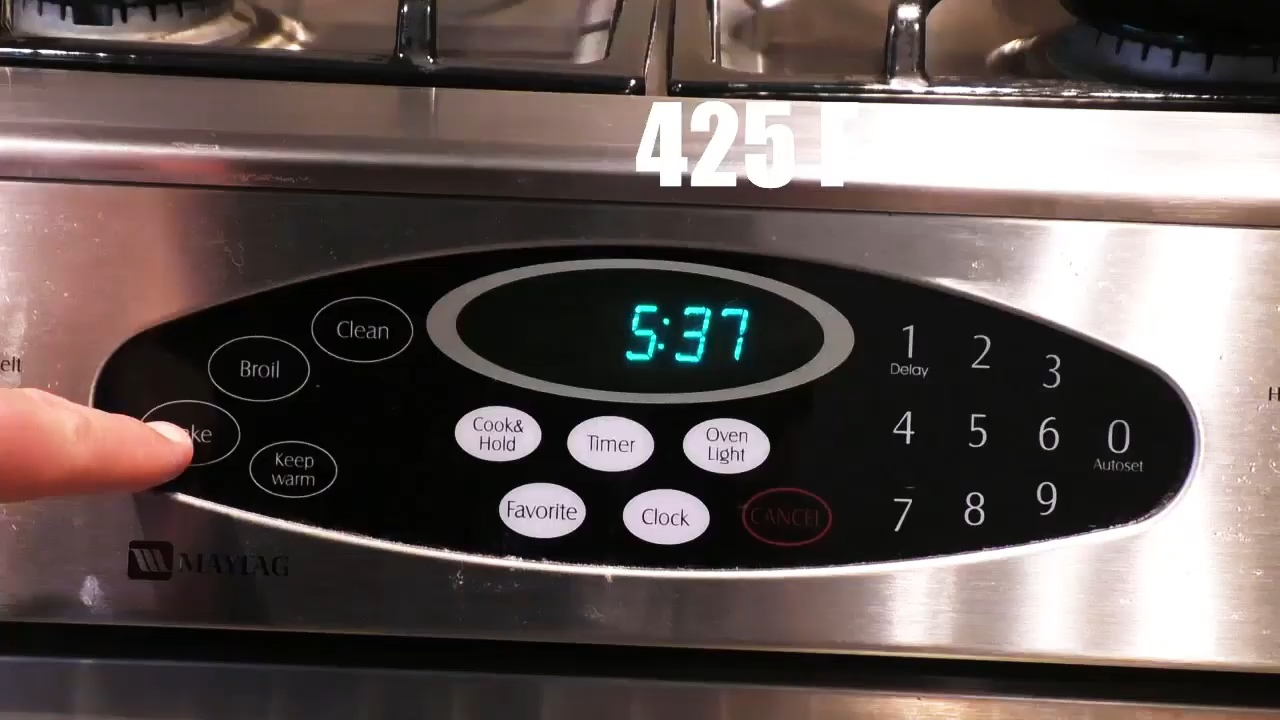 425 F
Clean
Broil
Keep
warm
5:37
Cook&
Hold
Timer
Oven
Light
Favorite
Clock
CANCEL
1
Delay
2
3
4
5
6
0
Autoset
7
8
9
MAYTAG